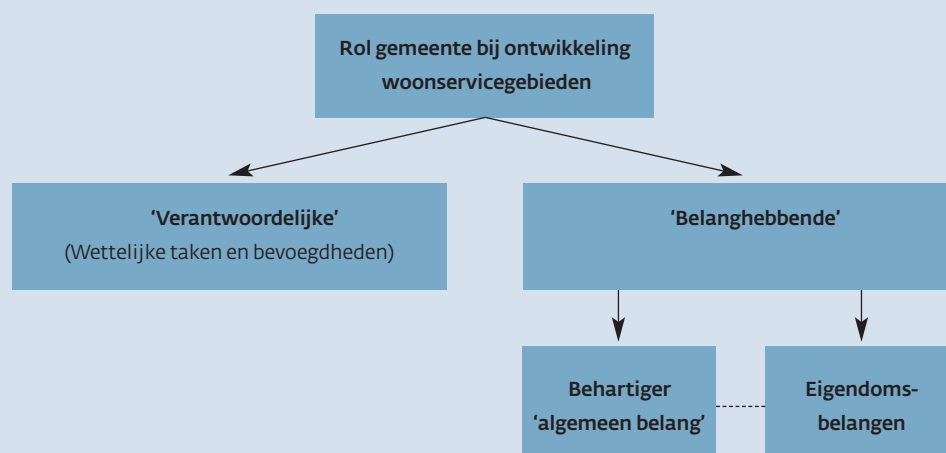 Rol gemeente bij ontwikkeling
woonservicegebieden
‘Verantwoordelijke’
(Wettelijke taken en bevoegdheden)
‘Belanghebbende’
Behartiger
‘algemeen belang’
Eigendoms-
belangen